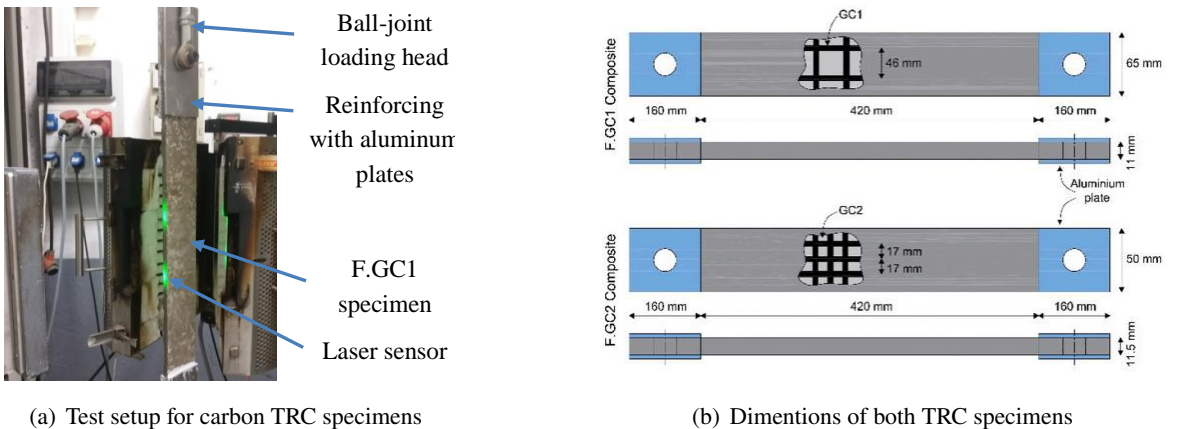 Ball-joint
loading head
Reinforcing
with aluminum
plates
F.GC1
specimen
Laser sensor
(a) Test setup for carbon TRC specimens
F.GC1 Composite
GC1
46 mm
65 mm
160 mm
420 mm
160 mm
11 mm
Aluminium
plate
F.GC2 Composite
GC2
17 mm
17 mm
50 mm
160 mm
420 mm
160 mm
11.5 mm
(b) Dimentions of both TRC specimens